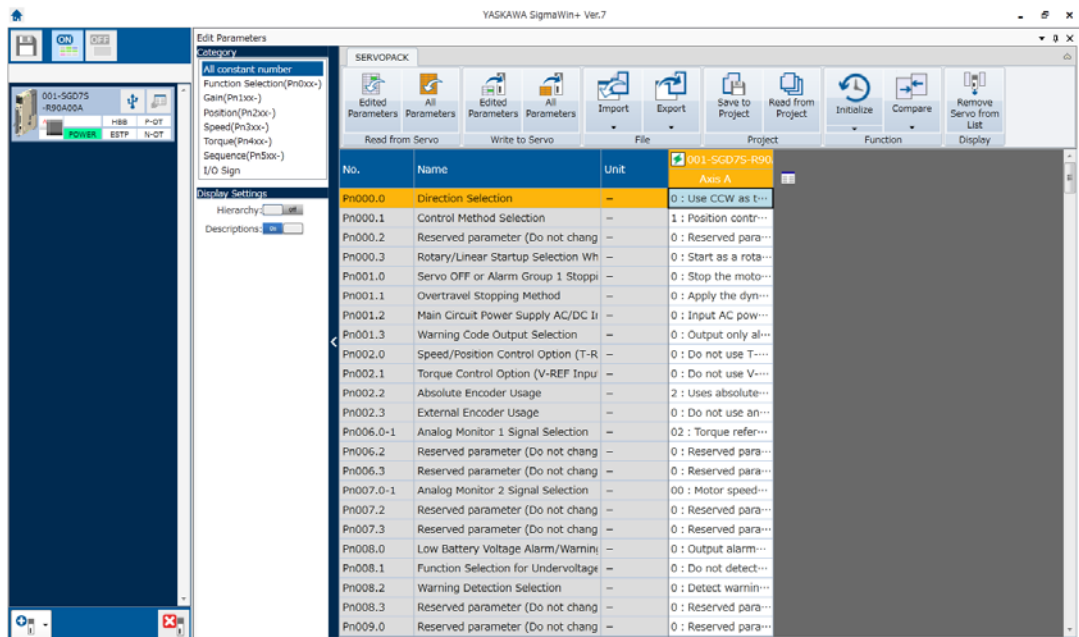 YASKAWA SigmaWin+ Ver.7
ON
OFF
001-SGD7S
-R90A00A
HBB P-OT
POWER ESTP N-OT
Edit Parameters
Category
All constant number
Function Selection(Pn0xx-)
Gain(Pn1xx-)
Position(Pn2xx-)
Speed(Pn3xx-)
Torque(Pn4xx-)
Sequence(Pn5xx-)
I/O Sign
Display Settings
Hierarchy: Off
Descriptions: On
SERVOPACK
Edited Parameters
All Parameters
Read from Servo
Edited Parameters
All Parameters
Write to Servo
Import
Export
File
Save to Project
Read from Project
Project
Initialize
Compare
Function
Remove Servo from List
Display
No. Name Unit 001-SGD7S-R90
Axis A
Pn000.0 Direction Selection – 0 : Use CCW as t···
Pn000.1 Control Method Selection – 1 : Position contr···
Pn000.2 Reserved parameter (Do not chang – 0 : Reserved para···
Pn000.3 Rotary/Linear Startup Selection Wh – 0 : Start as a rota···
Pn001.0 Servo OFF or Alarm Group 1 Stoppi – 0 : Stop the moto···
Pn001.1 Overtravel Stopping Method – 0 : Apply the dyn···
Pn001.2 Main Circuit Power Supply AC/DC I – 0 : Input AC pow···
Pn001.3 Warning Code Output Selection – 0 : Output only al···
Pn002.0 Speed/Position Control Option (T-R – 0 : Do not use T-···
Pn002.1 Torque Control Option (V-REF Inpu – 0 : Do not use V-···
Pn002.2 Absolute Encoder Usage – 2 : Uses absolute···
Pn002.3 External Encoder Usage – 0 : Do not use an···
Pn006.0-1 Analog Monitor 1 Signal Selection – 02 : Torque refer···
Pn006.2 Reserved parameter (Do not chang – 0 : Reserved para···
Pn006.3 Reserved parameter (Do not chang – 0 : Reserved para···
Pn007.0-1 Analog Monitor 2 Signal Selection – 00 : Motor speed···
Pn007.2 Reserved parameter (Do not chang – 0 : Reserved para···
Pn007.3 Reserved parameter (Do not chang – 0 : Reserved para···
Pn008.0 Low Battery Voltage Alarm/Warning – 0 : Output alarm···
Pn008.1 Function Selection for Undervoltage – 0 : Do not detect···
Pn008.2 Warning Detection Selection – 0 : Detect warnin···
Pn008.3 Reserved parameter (Do not chang – 0 : Reserved para···
Pn009.0 Reserved parameter (Do not chang – 0 : Reserved para···